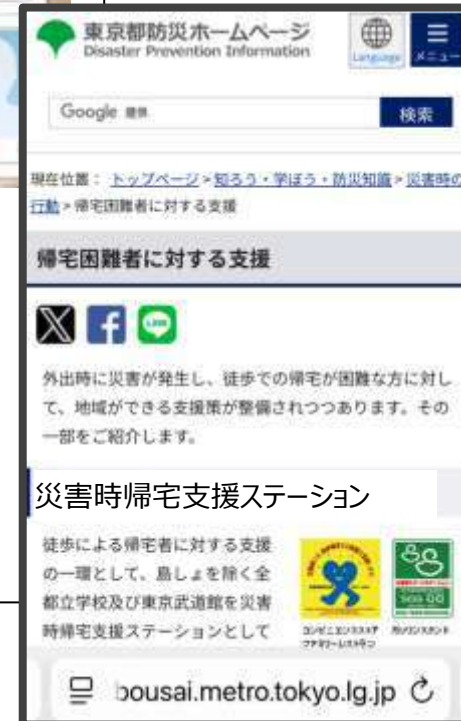 東京都防災ホームページ
Disaster Prevention Information
Language
メニュー
Google 提供
検索
現在位置： トップページ > 知ろう・学ぼう・防災知識 > 災害時の
行動 > 帰宅困難者に対する支援
帰宅困難者に対する支援
X f LINE
外出時に災害が発生し、徒歩での帰宅が困難な方に対し
て、地域ができる支援策が整備されつつあります。その
一部をご紹介します。
災害時帰宅支援ステーション
徒歩による帰宅者に対する支援
の一環として、島しょを除く全
都立学校及び東京武道館を災害
時帰宅支援ステーションとして
コンビニエンスストア
ファミリーレストラン
ガソリンスタンド
bousai.metro.tokyo.lg.jp